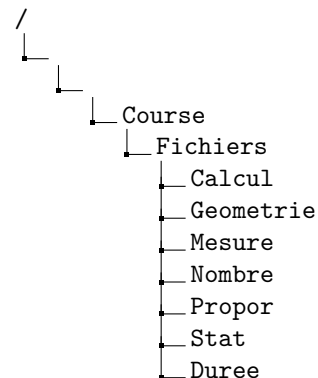 /
Course
Fichiers
Calcul
Geometrie
Mesure
Nombre
Propor
Stat
Duree